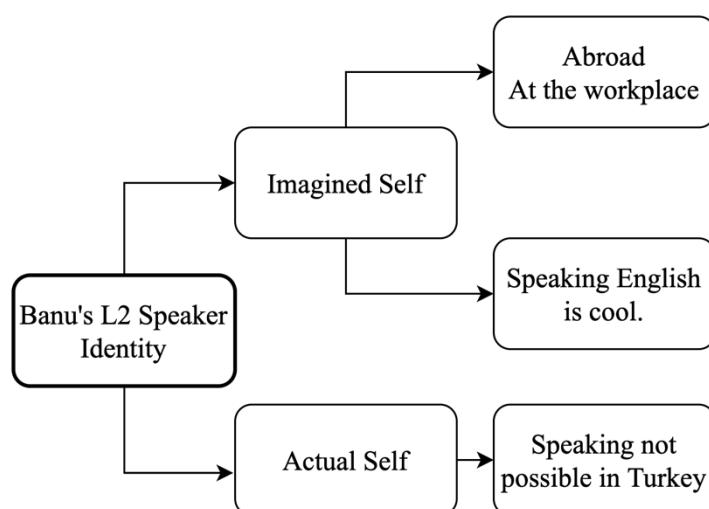 Abroad
At the workplace
Imagined Self
Speaking English
is cool.
Banu's L2 Speaker
Identity
Actual Self
Speaking not
possible in Turkey